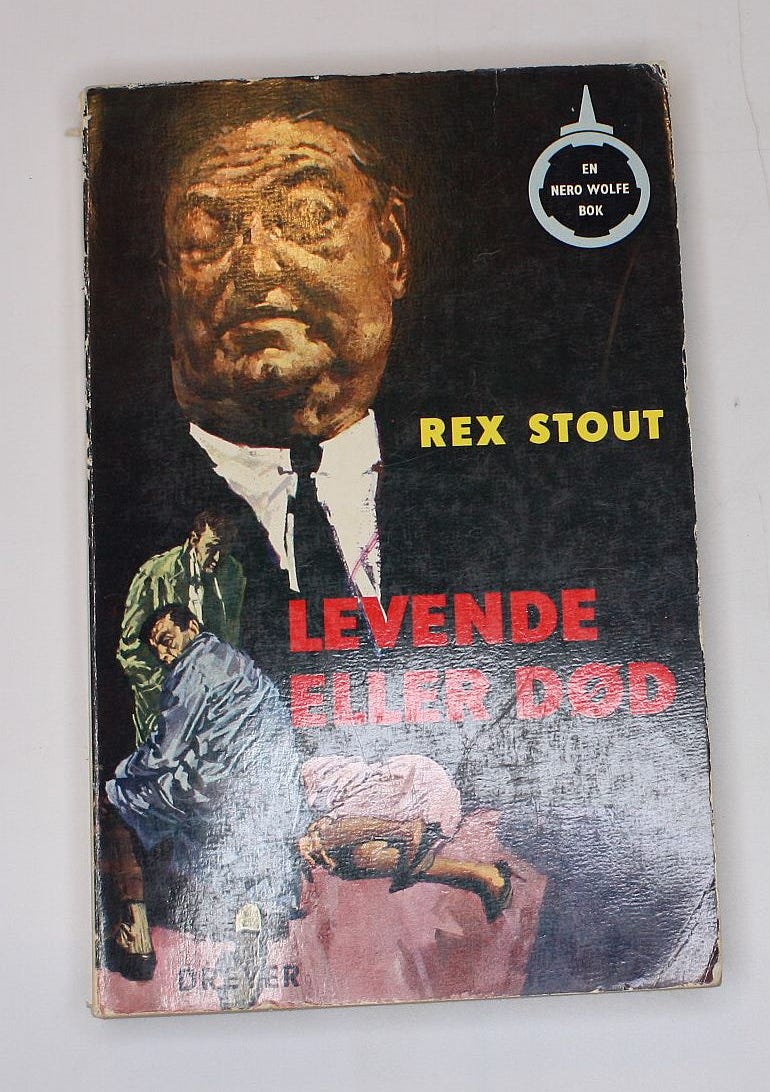 EN
NERO WOLFE
BOK
REX STOUT
LEVENDE
ELLER DØD
DREYER